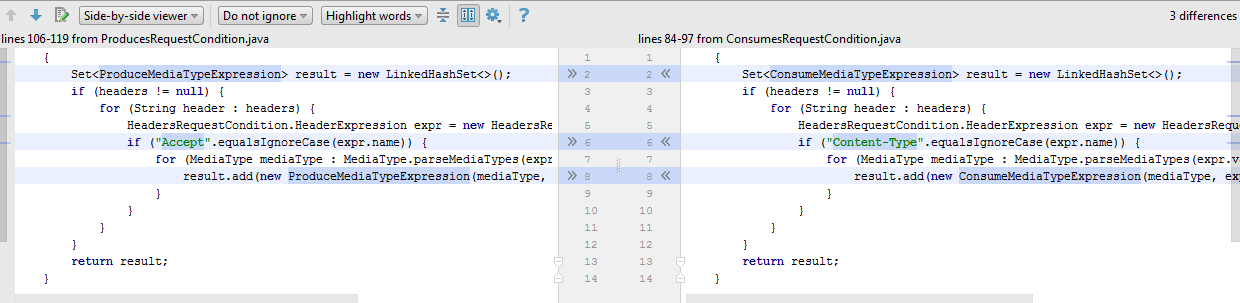 Side-by-side viewer Do not ignore Highlight words ? 3 differences
lines 106-119 from ProducesRequestCondition.java
{
Set<ProduceMediaTypeExpression> result = new LinkedHashSet<>();
if (headers != null) {
for (String header : headers) {
HeadersRequestCondition.HeaderExpression expr = new HeadersRe
if ("Accept".equalsIgnoreCase(expr.name)) {
for (MediaType mediaType : MediaType.parseMediaTypes(expr
result.add(new ProduceMediaTypeExpression(mediaType,
}
}
}
}
return result;
}
1 1
2 2
3 3
4 4
5 5
6 6
7 7
8 8
9 9
10 10
11 11
12 12
13 13
14 14
lines 84-97 from ConsumesRequestCondition.java
{
Set<ConsumeMediaTypeExpression> result = new LinkedHashSet<>();
if (headers != null) {
for (String header : headers) {
HeadersRequestCondition.HeaderExpression expr = new HeadersReque
if ("Content-Type".equalsIgnoreCase(expr.name)) {
for (MediaType mediaType : MediaType.parseMediaTypes(expr.v
result.add(new ConsumeMediaTypeExpression(mediaType, exp
}
}
}
}
return result;
}